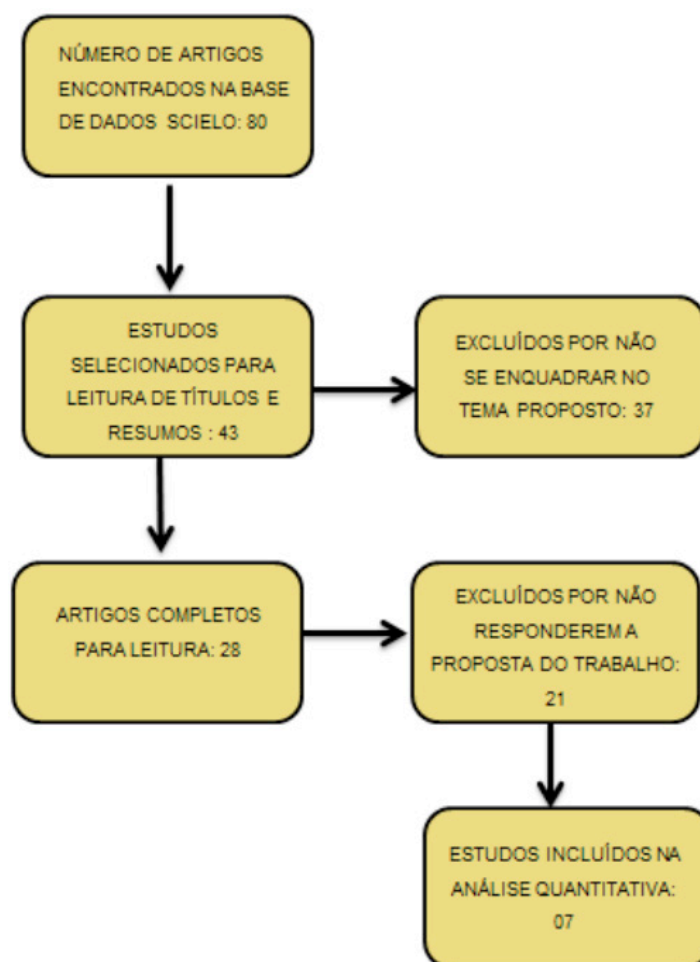 NÚMERO DE ARTIGOS
ENCONTRADOS NA BASE
DE DADOS SCIELO: 80
ESTUDOS
SELECIONADOS PARA
LEITURA DE TÍTULOS E
RESUMOS : 43
EXCLUÍDOS POR NÃO
SE ENQUADRAR NO
TEMA PROPOSTO: 37
ARTIGOS COMPLETOS
PARA LEITURA: 28
EXCLUÍDOS POR NÃO
RESPONDEREM A
PROPOSTA DO TRABALHO:
21
ESTUDOS INCLUÍDOS NA
ANÁLISE QUANTITATIVA:
07